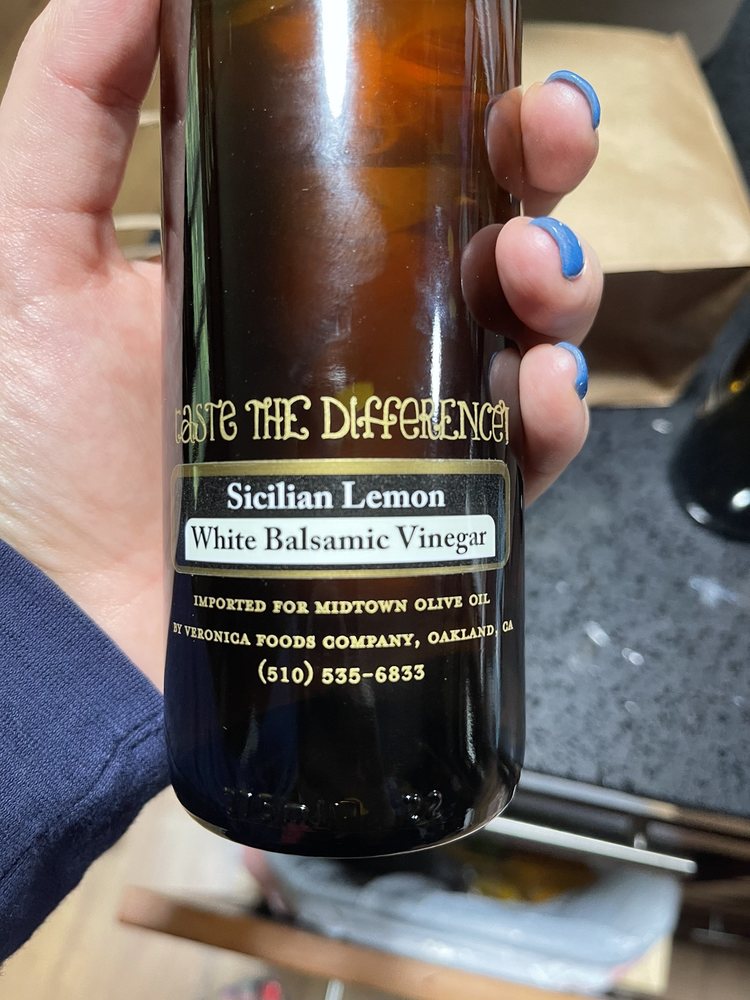 taste THE DiffERENCE!
Sicilian Lemon
White Balsamic Vinegar
IMPORTED FOR MIDTOWN OLIVE OIL
BY VERONICA FOODS COMPANY, OAKLAND, CA
(510) 535-6833